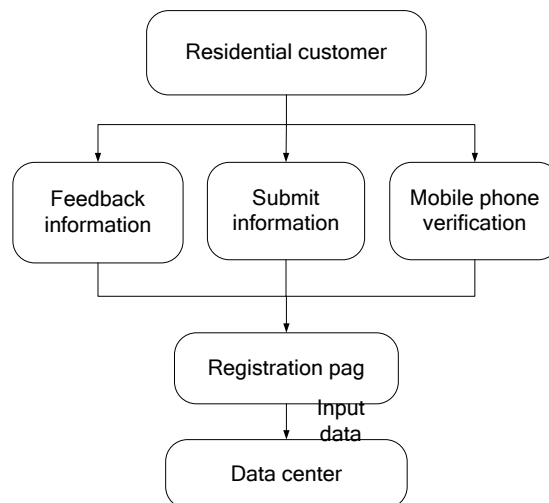 Residential customer
Feedback
information
Submit
information
Mobile phone
verification
Registration pag
Input
data
Data center